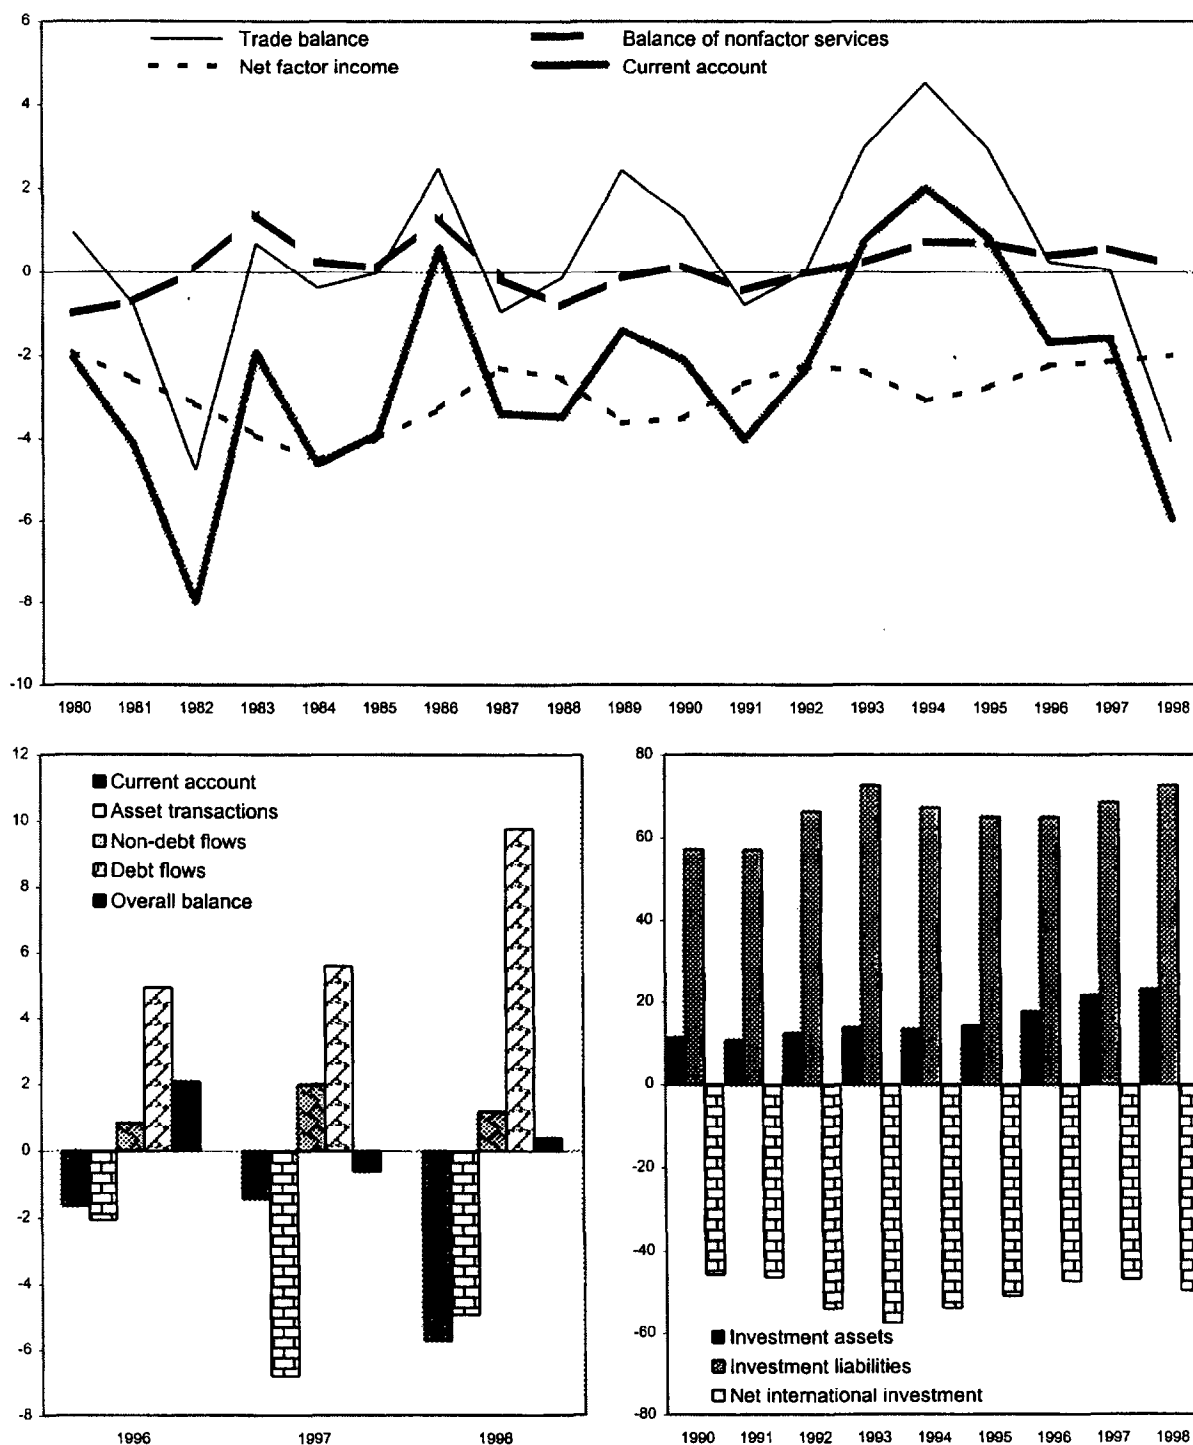 6
Trade balance Balance of nonfactor services
Net factor income Current account
4
2
0
-2
-4
-6
-8
-10
1980 1981 1982 1983 1984 1985 1986 1987 1988 1989 1990 1991 1992 1993 1994 1995 1996 1997 1998
12
Current account
Asset transactions
10
Non-debt flows
Debt flows
8
Overall balance
6
4
2
0
-2
-4
-6
-8
1996 1997 1998
80
60
40
20
0
-20
-40
-60
Investment assets
Investment liabilities
Net international investment
-80
1990 1991 1992 1993 1994 1995 1996 1997 1998